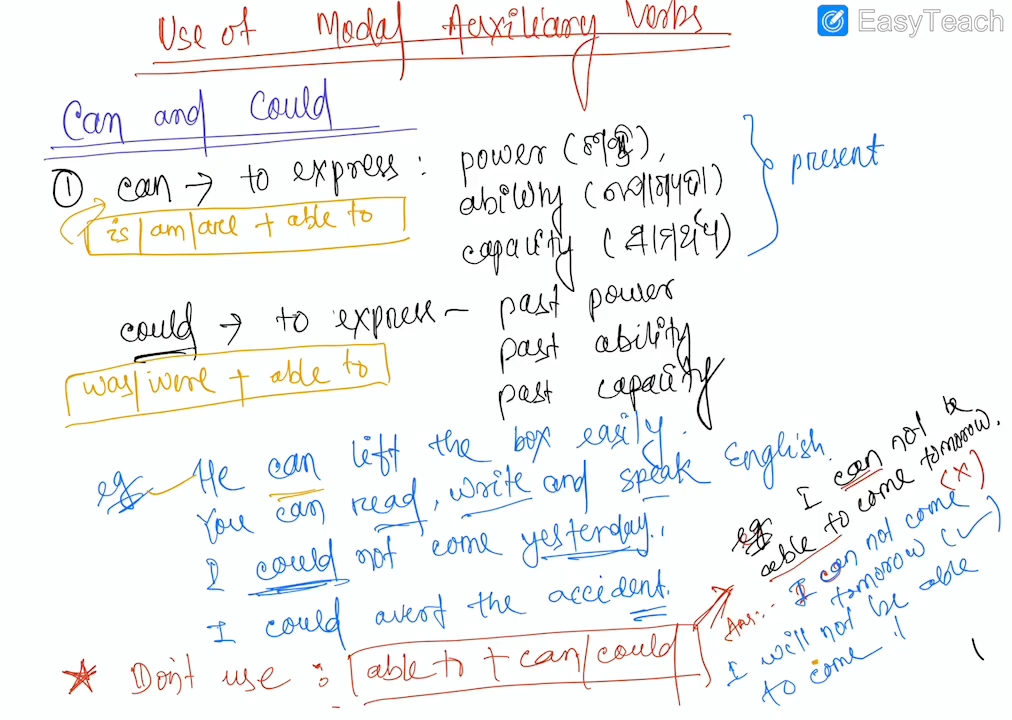 EasyTeach
Use of Modal Auxiliary Verbs
Can and Could
① can → to express : power (କ୍ଷମତା),
ability (
capacity (ସାମର୍ଥ୍ୟ)
present
is/am/are + able to
could → to express - past power
past ability
past capacity
was/were + able to
eg He can lift the box easily.
You can read, write and speak English.
I could not come yesterday.
I could avert the accident.
★ Don't use : able to + can/could
eg I can not be
able to come tomorrow.
(×)
Ans:- I can not come
tomorrow (✓)
I will not be able
to come